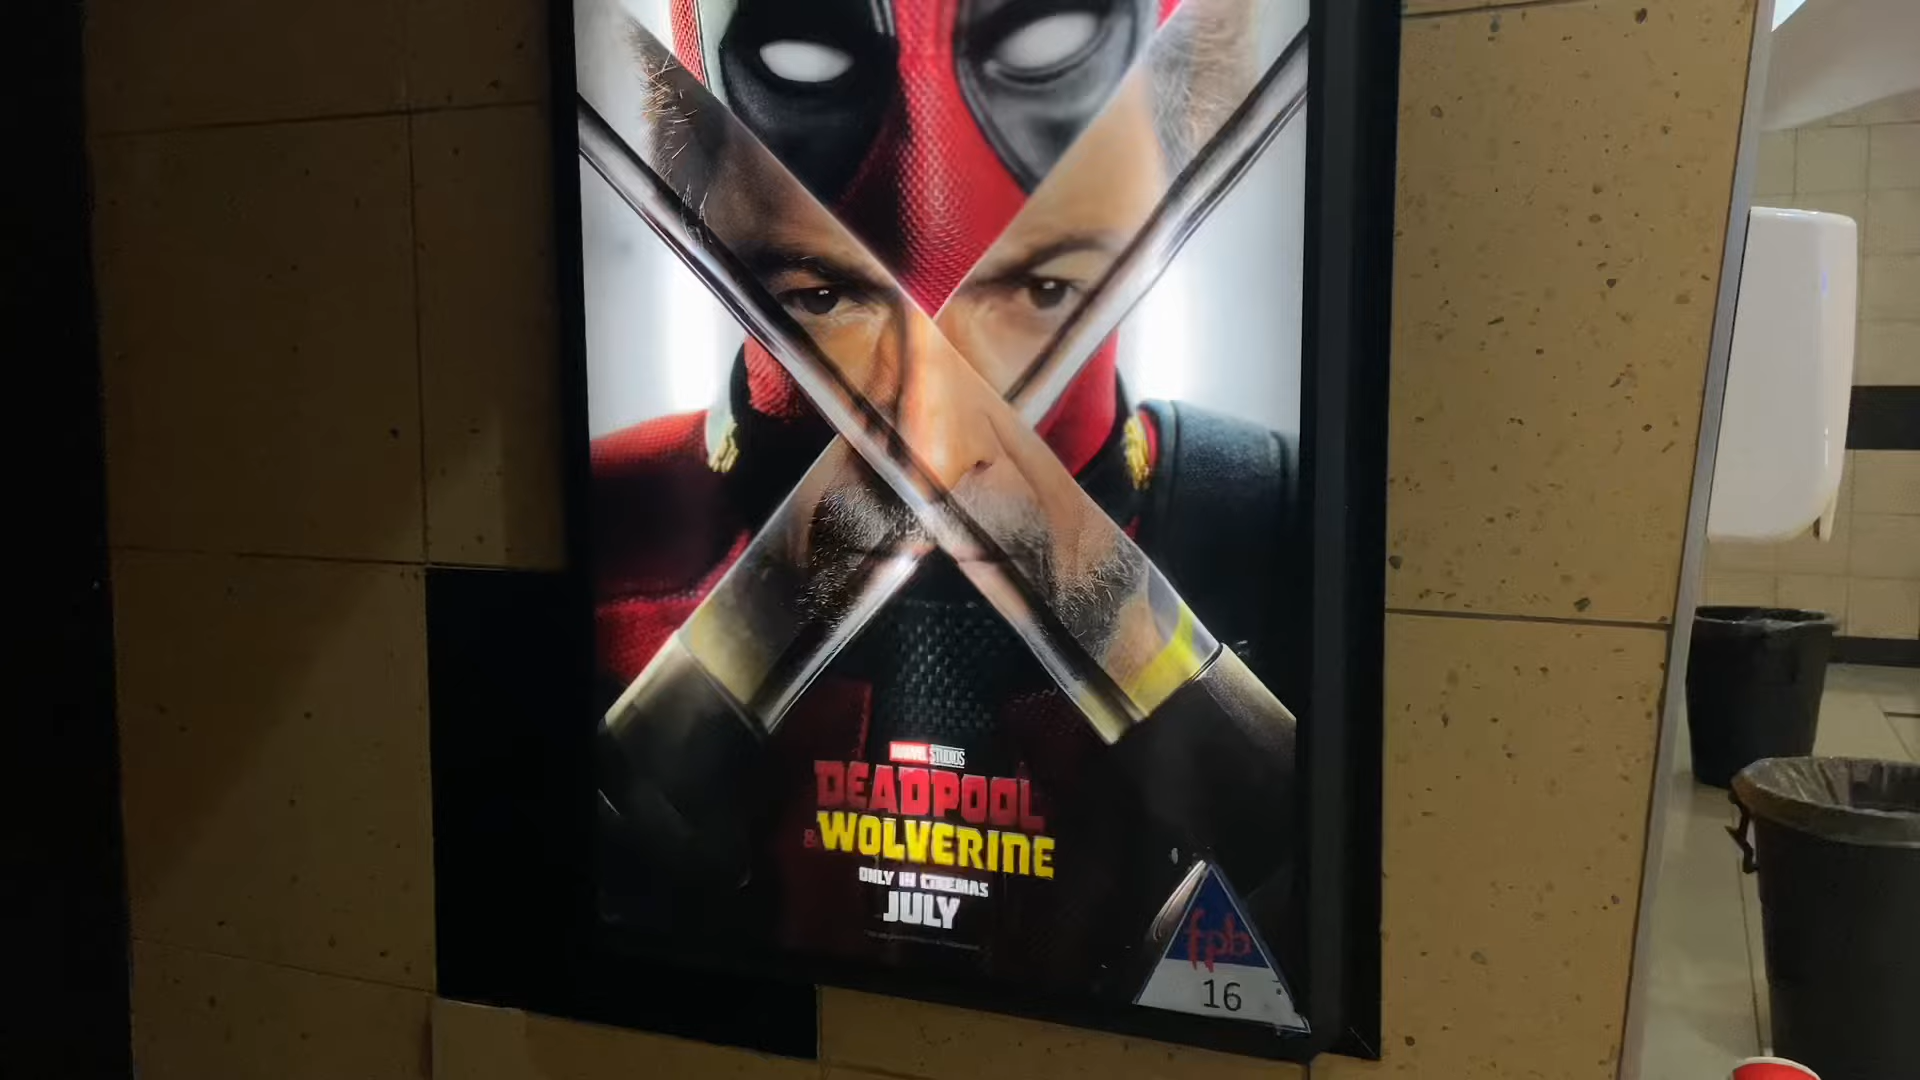 MARVEL STUDIOS
DEADPOOL
& WOLVERINE
ONLY IN CINEMAS
JULY
fpb
16